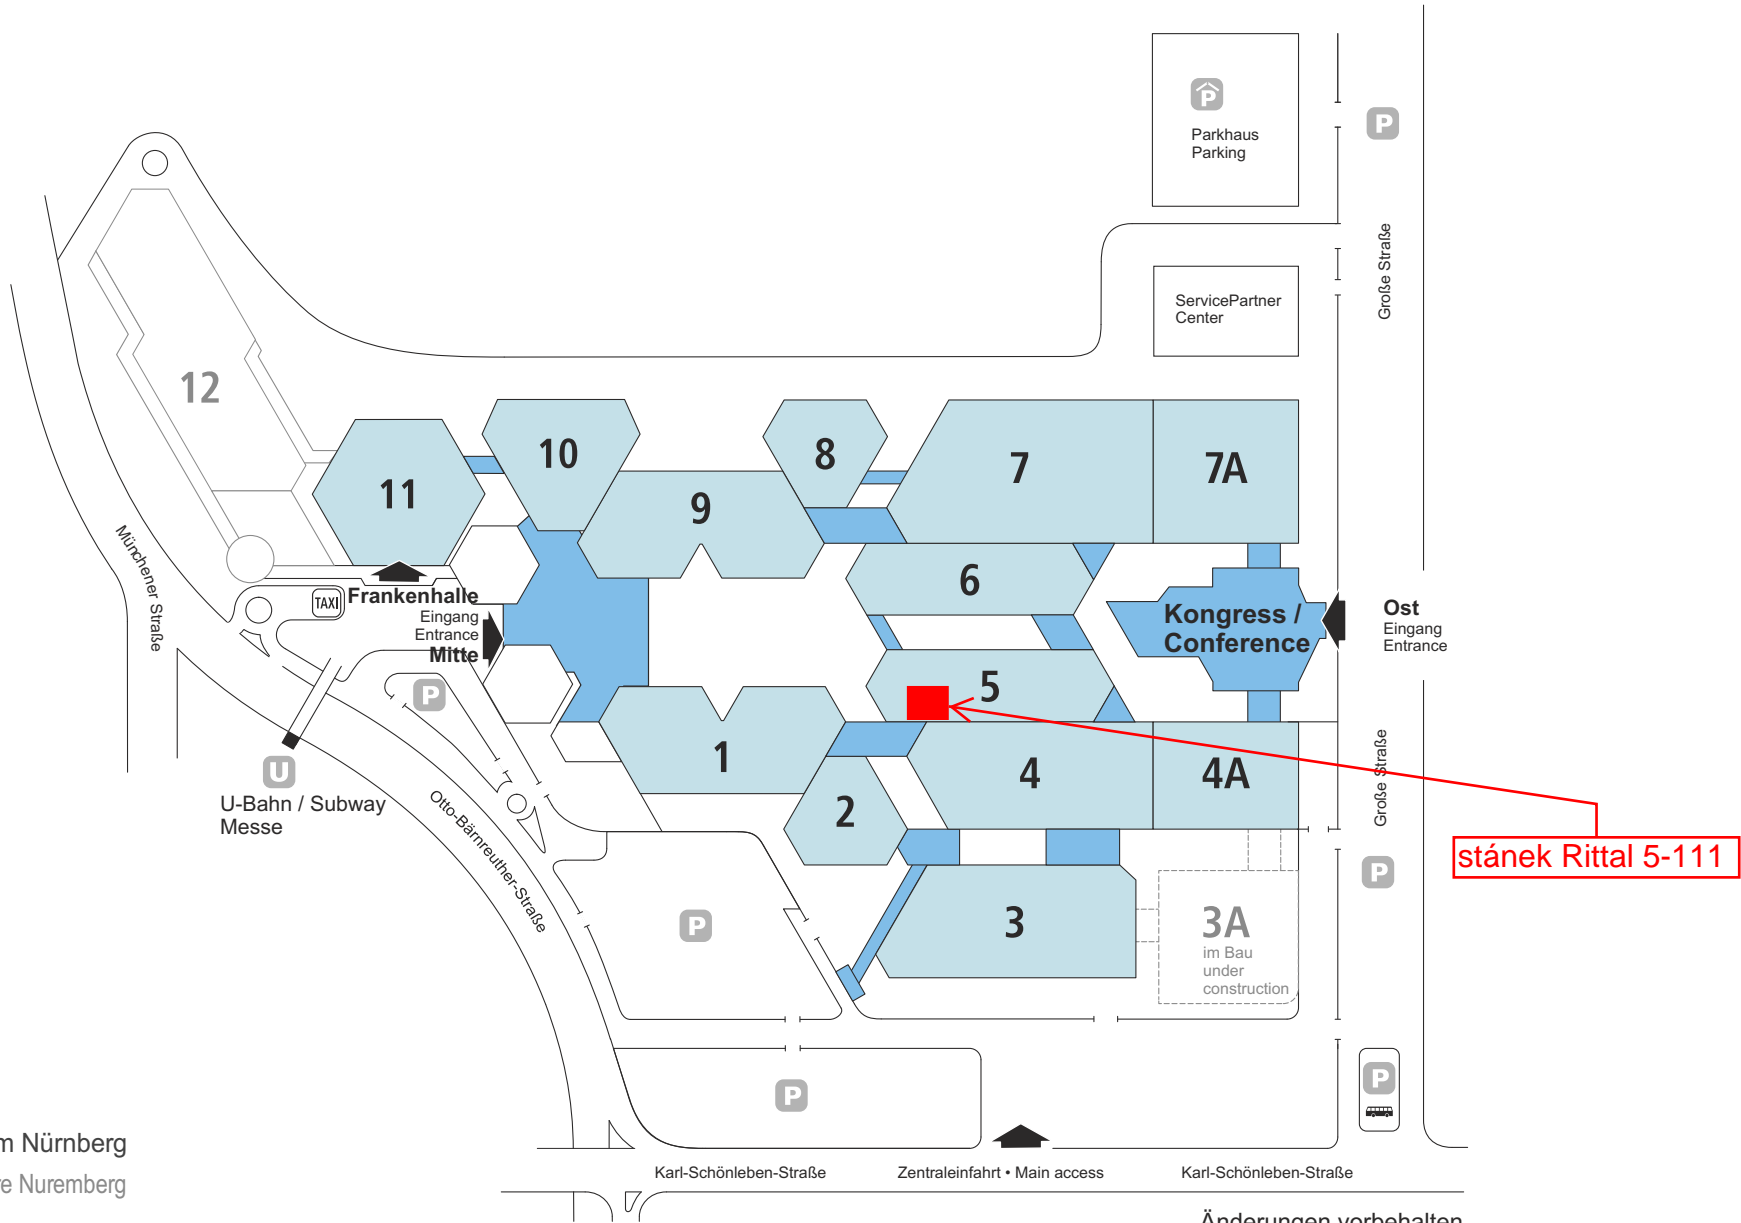 P
Parkhaus
Parking
P
Große Straße
ServicePartner
Center
12
10
8
7
7A
11
9
6
Münchener Straße
TAXI
Frankenhalle
Eingang
Entrance
Mitte
Kongress /
Conference
Ost
Eingang
Entrance
5
P
1
4
4A
Große Straße
U
U-Bahn / Subway
Messe
2
Otto-Bärnreuther-Straße
stánek Rittal 5-111
P
P
3
3A
im Bau
under
construction
P
P
Nürnberg
Nuremberg
Karl-Schönleben-Straße
Zentraleinfahrt • Main access
Karl-Schönleben-Straße
Änderungen vorbehalten